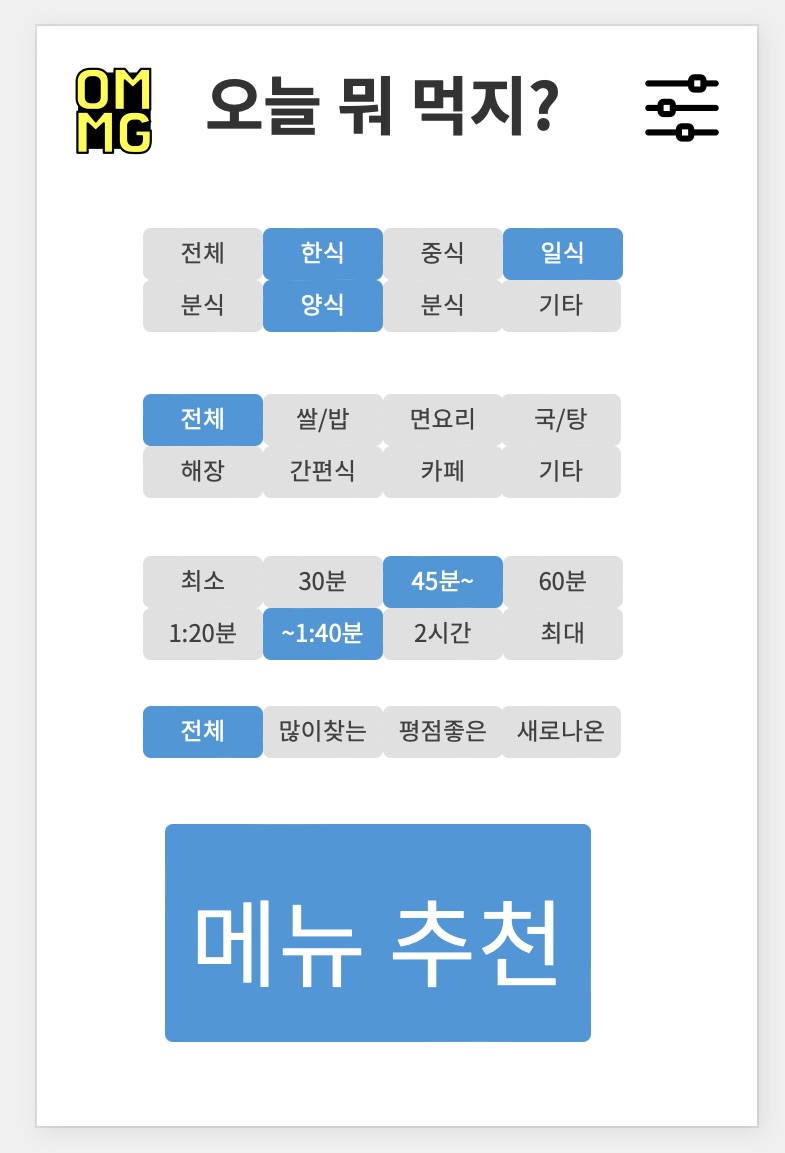 OM
MG
오늘 뭐 먹지?
전체 한식 중식 일식
분식 양식 분식 기타
전체 쌀/밥 면요리 국/탕
해장 간편식 카페 기타
최소 30분 45분~ 60분
1:20분 ~1:40분 2시간 최대
전체 많이찾는 평점좋은 새로나온
메뉴 추천